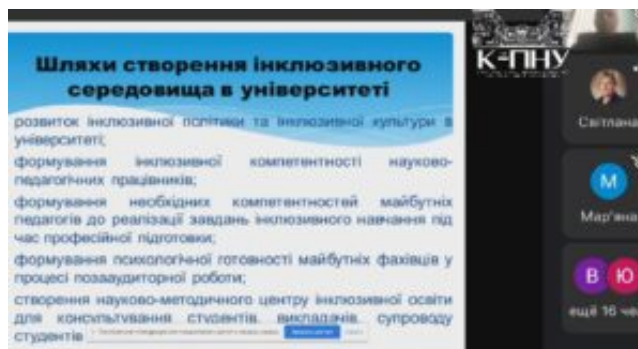 Шляхи створення інклюзивного
середовища в університеті
розвиток інклюзивної політики та інклюзивної культури в
університеті;
формування інклюзивної компетентності науково-
педагогічних працівників;
формування необхідних компетентностей майбутніх
педагогів до реалізації завдань інклюзивного навчання під
час професійної підготовки;
формування психологічної готовності майбутніх фахівців у
процесі позааудиторної роботи;
створення науково-методичного центру інклюзивної освіти
для консультування студентів, викладачів, супроводу
студентів
К-ПНУ
Світлана
М
Мар'яна
В Ю
ещё 16 че